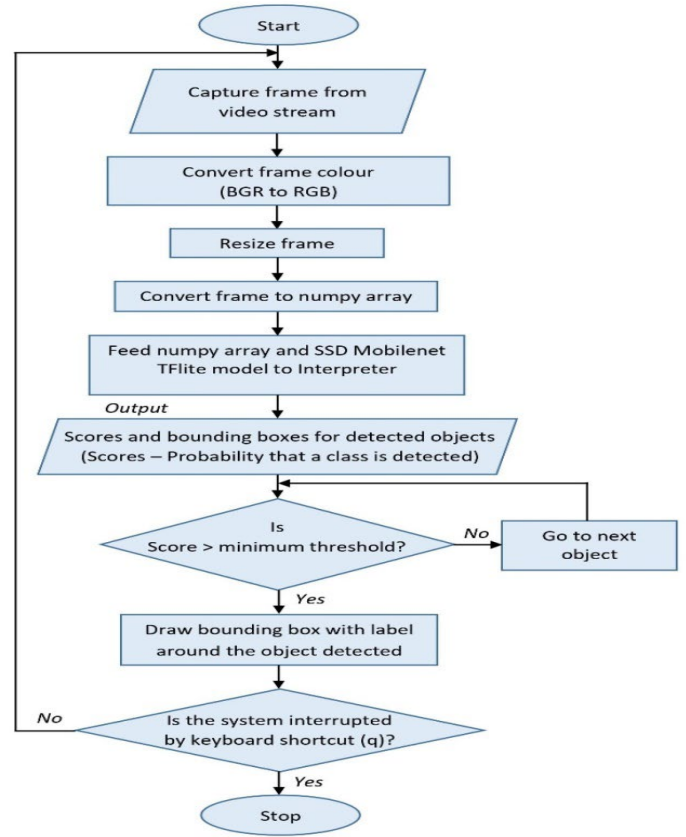 Start
Capture frame from
video stream
Convert frame colour
(BGR to RGB)
Resize frame
Convert frame to numpy array
Feed numpy array and SSD Mobilenet
TFlite model to Interpreter
Output
Scores and bounding boxes for detected objects
(Scores – Probability that a class is detected)
Is
Score > minimum threshold?
No
Go to next
object
Yes
Draw bounding box with label
around the object detected
No
Is the system interrupted
by keyboard shortcut (q)?
Yes
Stop